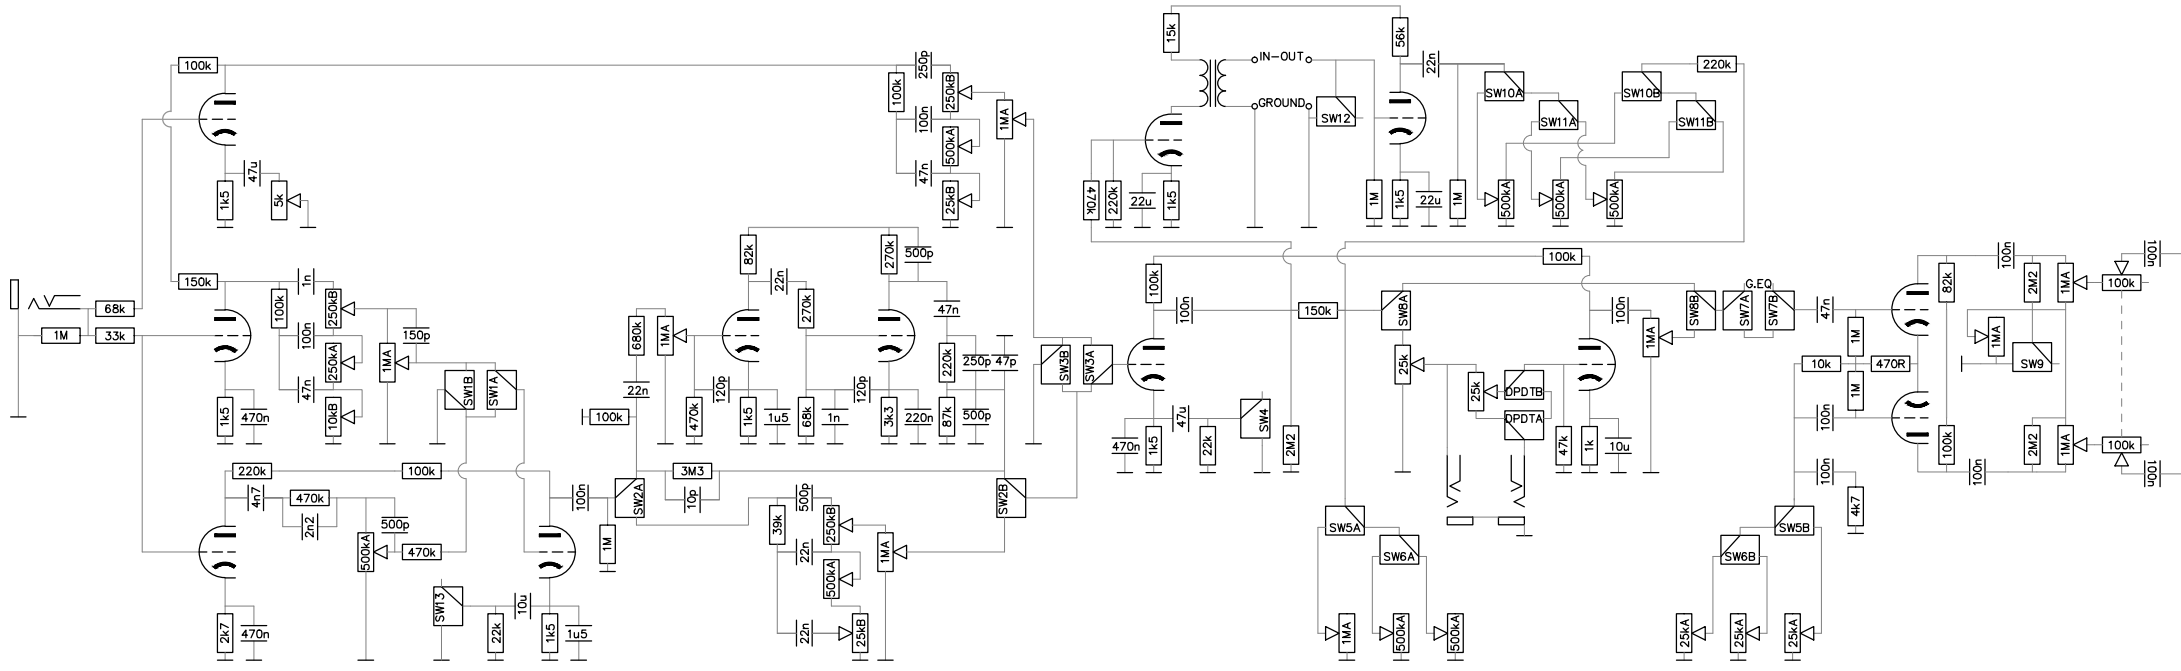 15k
56k
IN-OUT
GROUND
SW12
22n
SW10A
SW11A
SW10B
SW11B
220k
100k
250p
250kB
100k
100n
500kA
47n
25kB
1MA
47u
1k5
5k
470k
220k
22u
1k5
1M
1k5
22u
1M
500kA
500kA
500kA
150k
1n
68k
1M
33k
100k
250kB
100n
250kA
47n
10kB
1MA
150p
1k5
470n
SW1B
SW1A
82k
22n
270k
270k
500p
47n
680k
1MA
22n
100k
470k
120p
1k5
1u5
68k
1n
120p
3k3
220n
220k
87k
250p
47p
500p
SW3B
SW3A
100k
100n
100k
150k
47u
470n
1k5
22k
SW4
2M2
SW8A
25k
25k
DPDTB
DPDTA
47k
1k
10u
100n
1MA
SW8B
G.EQ
SW7A
SW7B
47n
1M
10k
470R
1M
100n
82k
100k
100n
2M2
1MA
1MA
SW9
2M2
1MA
100n
100k
100n
100k
100n
220k
100k
4n7
470k
2n2
500p
500kA
470k
2k7
470n
SW13
10u
22k
1k5
1u5
100n
1M
SW2A
3M3
10p
SW2B
39k
500p
250kB
22n
500kA
22n
25kB
1MA
SW5A
SW6A
1MA
500kA
500kA
100n
4k7
SW5B
SW6B
25kA
25kA
25kA